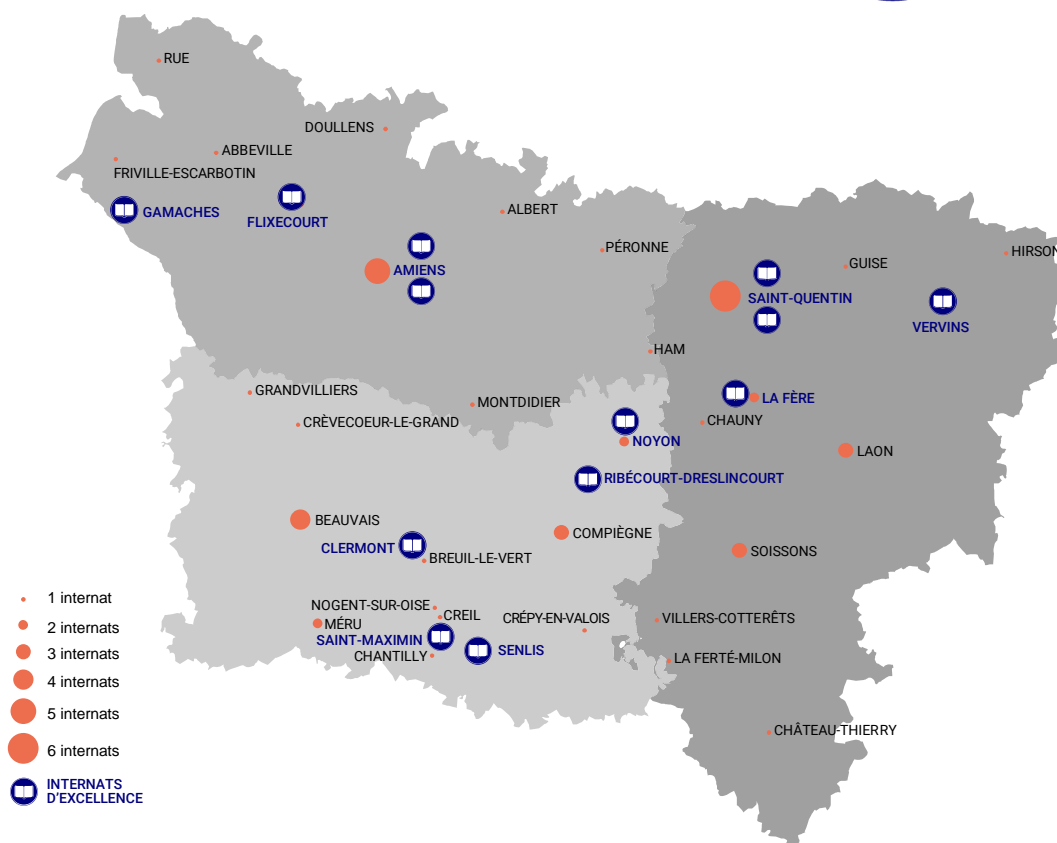 RUE
DOULLENS
ABBEVILLE
FRIVILLE-ESCARBOTIN
GAMACHES
FLIXECOURT
ALBERT
PÉRONNE
AMIENS
GUISE
HIRSON
SAINT-QUENTIN
VERVINS
HAM
GRANDVILLIERS
MONTDIDIER
LA FÈRE
CRÈVECOEUR-LE-GRAND
CHAUNY
NOYON
LAON
RIBÉCOURT-DRESLINCOURT
BEAUVAIS
COMPIÈGNE
CLERMONT
BREUIL-LE-VERT
SOISSONS
NOGENT-SUR-OISE
CREIL
CRÉPY-EN-VALOIS
VILLERS-COTTERÊTS
MÉRU
SAINT-MAXIMIN
SENLIS
CHANTILLY
LA FERTÉ-MILON
CHÂTEAU-THIERRY
1 internat
2 internats
3 internats
4 internats
5 internats
6 internats
INTERNATS
D'EXCELLENCE